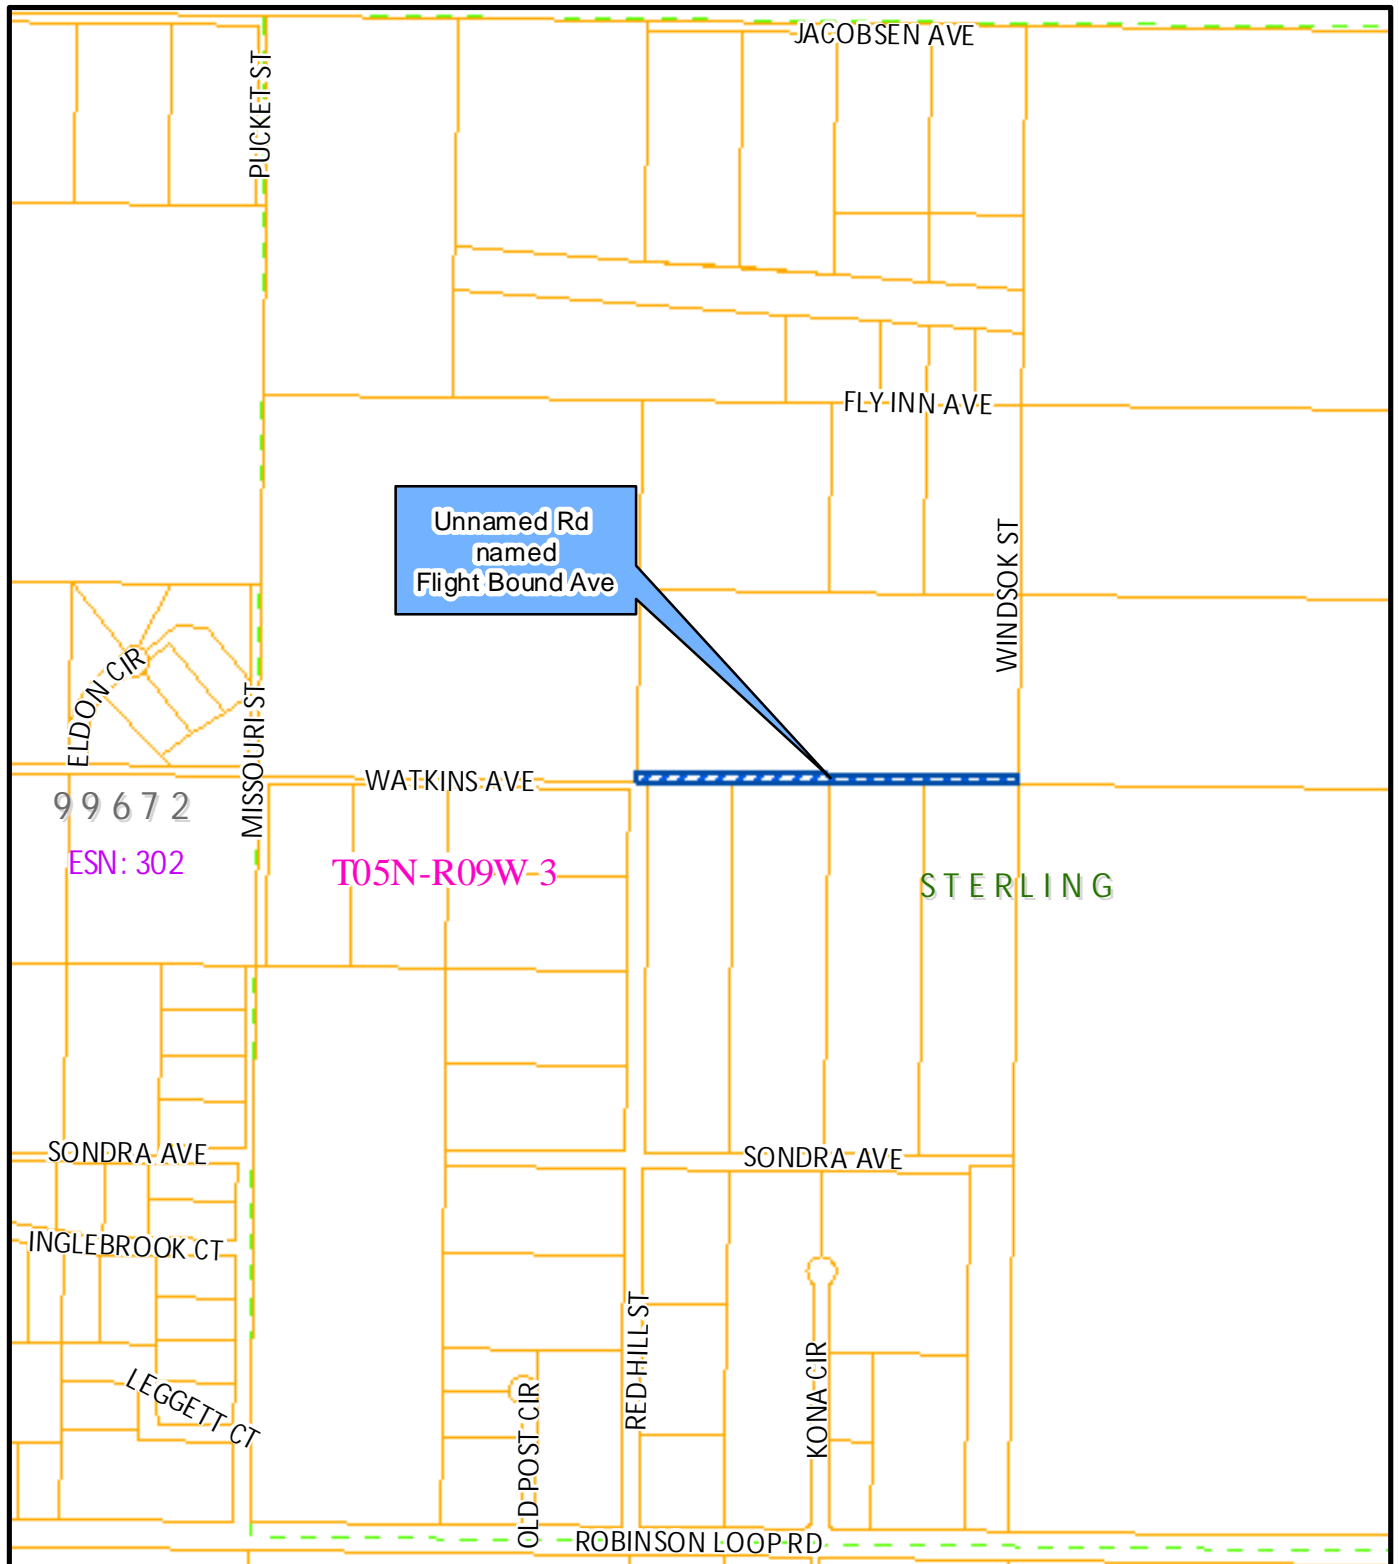 JACOBSEN AVE
PUCKET ST
FLY INN AVE
Unnamed Rd
named
Flight Bound Ave
WINDSOK ST
ELDON CIR
MISSOURI ST
WATKINS AVE
99672
ESN: 302
T05N-R09W-3
STERLING
SONDRA AVE
SONDRA AVE
INGLEBROOK CT
RED HILL ST
KONA CIR
LEGGETT CT
OLD POST CIR
ROBINSON LOOP RD